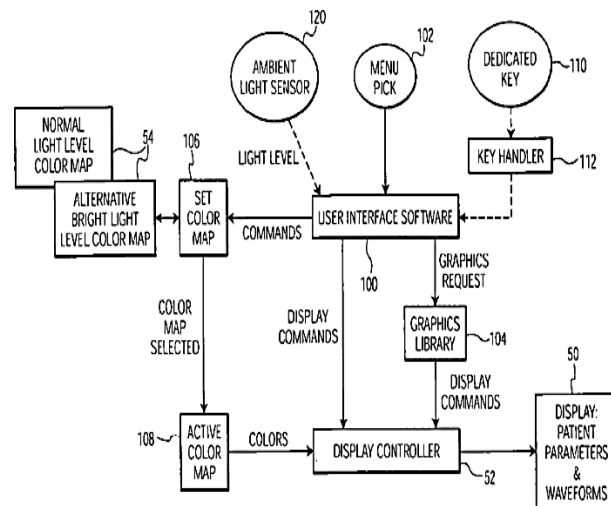 120
102
AMBIENT
LIGHT SENSOR
MENU
PICK
DEDICATED
KEY
110
NORMAL
LIGHT LEVEL
COLOR MAP
54
106
LIGHT LEVEL
KEY HANDLER
112
ALTERNATIVE
BRIGHT LIGHT
LEVEL COLOR MAP
SET
COLOR
MAP
COMMANDS
USER INTERFACE SOFTWARE
100
GRAPHICS
REQUEST
COLOR
MAP
SELECTED
DISPLAY
COMMANDS
GRAPHICS
LIBRARY
104
DISPLAY
COMMANDS
50
108
ACTIVE
COLOR
MAP
COLORS
DISPLAY CONTROLLER
52
DISPLAY:
PATIENT
PARAMETERS
&
WAVEFORMS